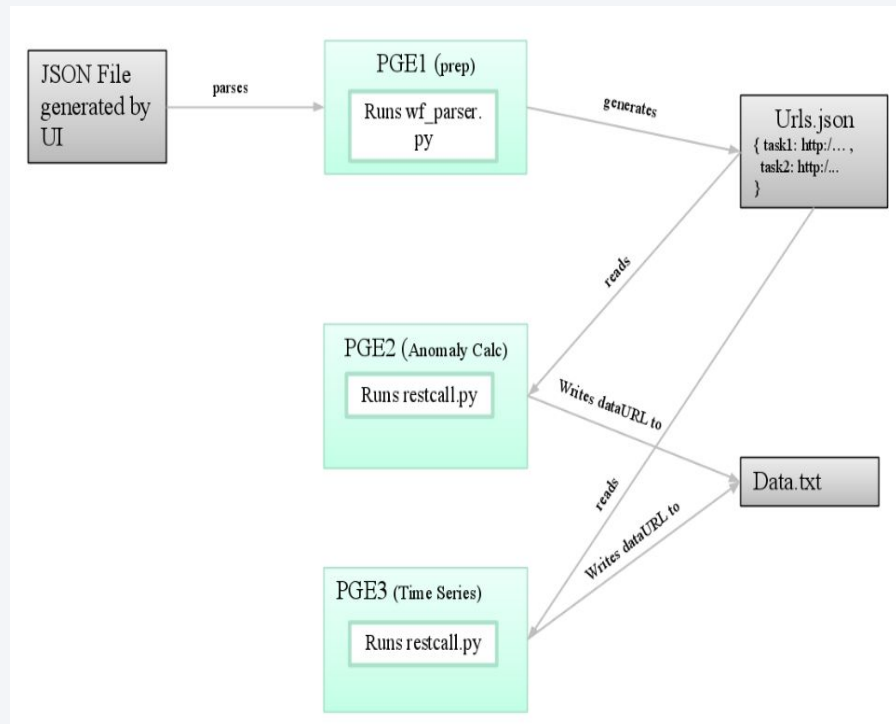 JSON File
generated by
UI
parses
PGE1 (prep)
Runs wf_parser.
py
generates
Urls.json
{ task1: http:/... ,
task2: http:/...
}
reads
PGE2 (Anomaly Calc)
Runs restcall.py
Writes dataURL to
Data.txt
reads
Writes dataURL to
PGE3 (Time Series)
Runs restcall.py